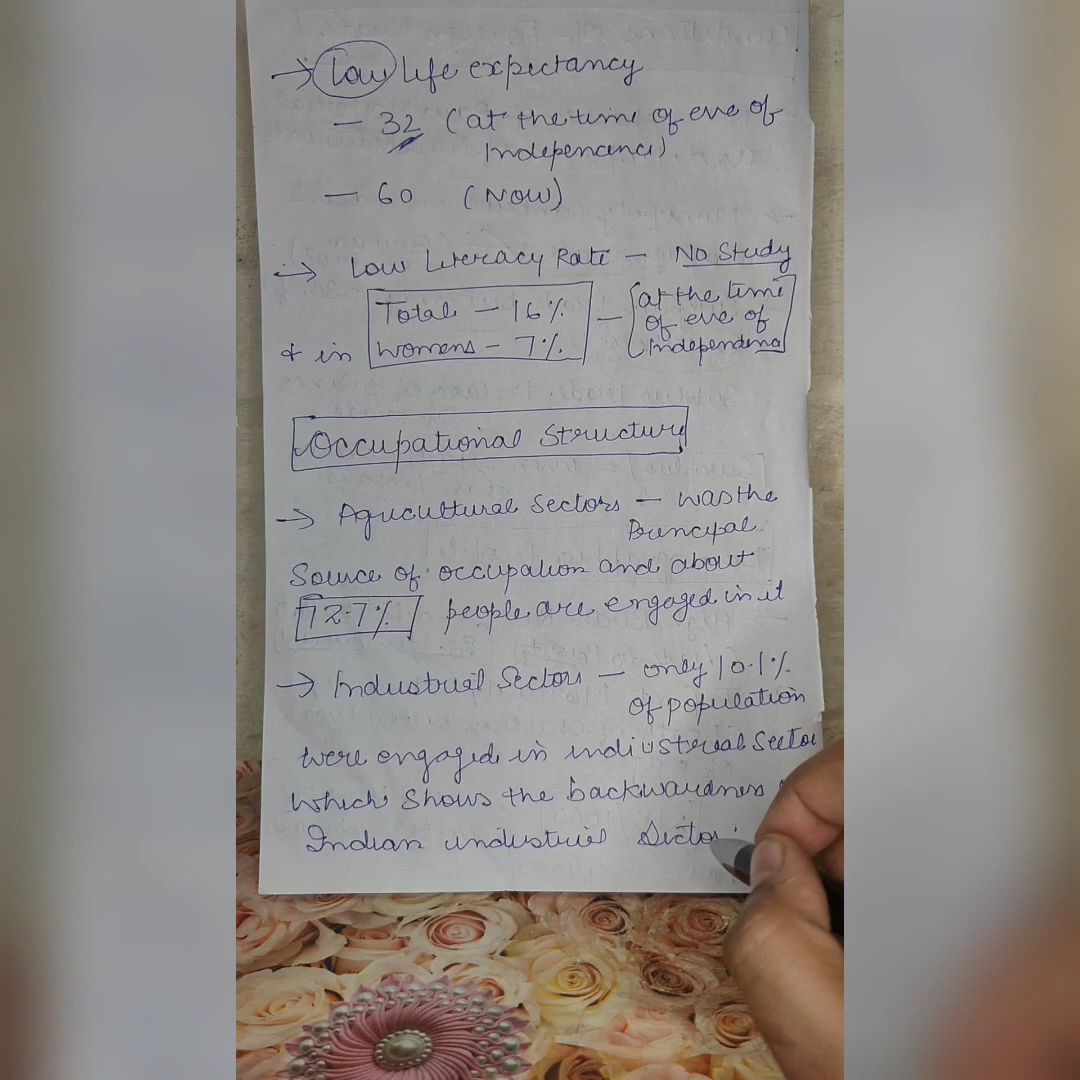 → Low life expectancy
— 32 (at the time of eve of
Independence)
— 60 (NOW)
→ Low Literacy Rate — No Study
Total — 16%
& in womens — 7%
— (at the time
of eve of
independence
Occupational Structure
→ Agricultural Sectors — was the
Principal
Source of occupation and about
72.7% people are engaged in it
→ Industrial Sectors — only 10.1%
of population
were engaged in industrial Sector
which shows the backwardness
Indian industrial Sector